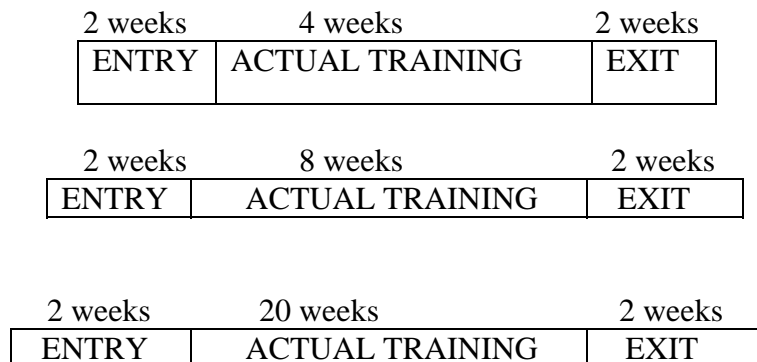 2 weeks 4 weeks 2 weeks
ENTRY ACTUAL TRAINING EXIT
2 weeks 8 weeks 2 weeks
ENTRY ACTUAL TRAINING EXIT
2 weeks 20 weeks 2 weeks
ENTRY ACTUAL TRAINING EXIT